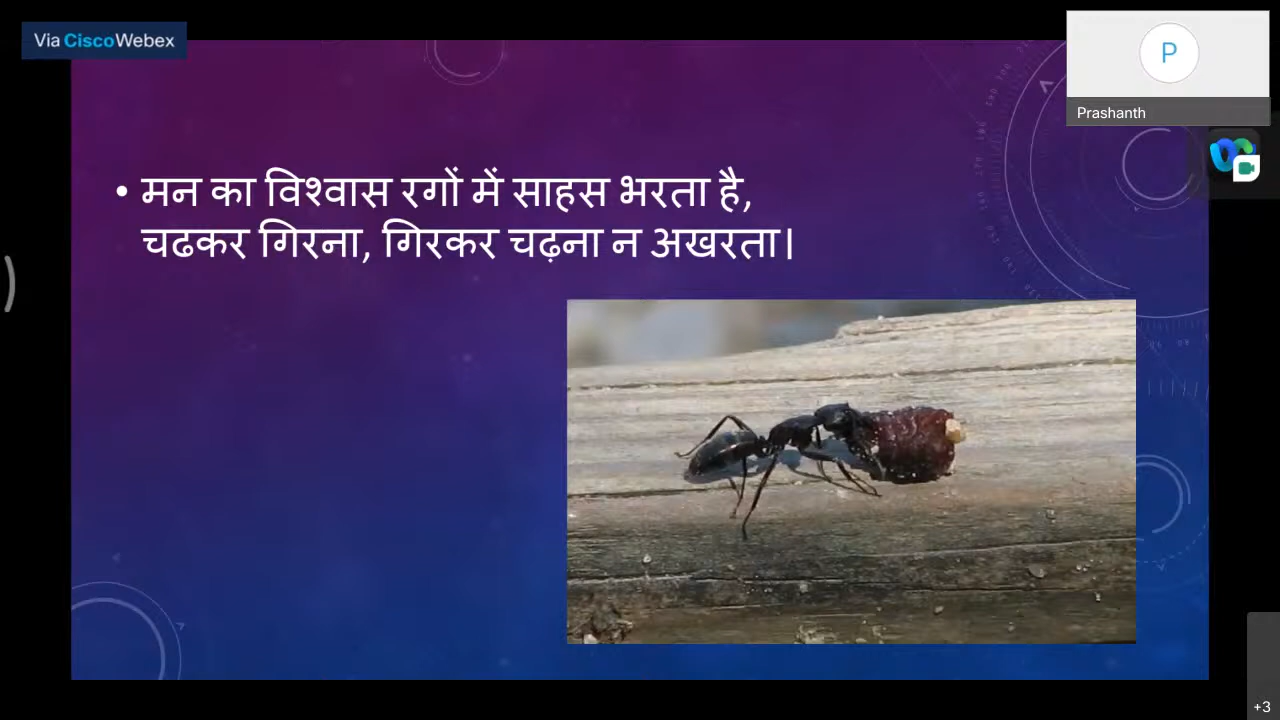 Via CiscoWebex
P
Prashanth
• मन का विश्वास रगों में साहस भरता है,
चढकर गिरना, गिरकर चढ़ना न अखरता।
+3